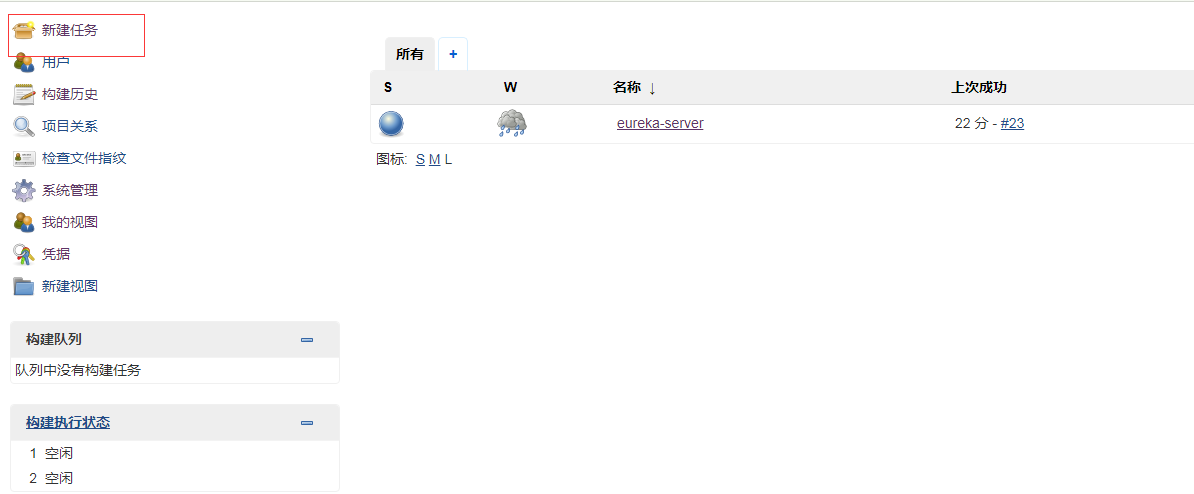 新建任务
用户
构建历史
项目关系
检查文件指纹
系统管理
我的视图
凭据
新建视图
构建队列
队列中没有构建任务
构建执行状态
1 空闲
2 空闲
所有 +
S W 名称 ↓ 上次成功
eureka-server 22 分 - #23
图标: S M L